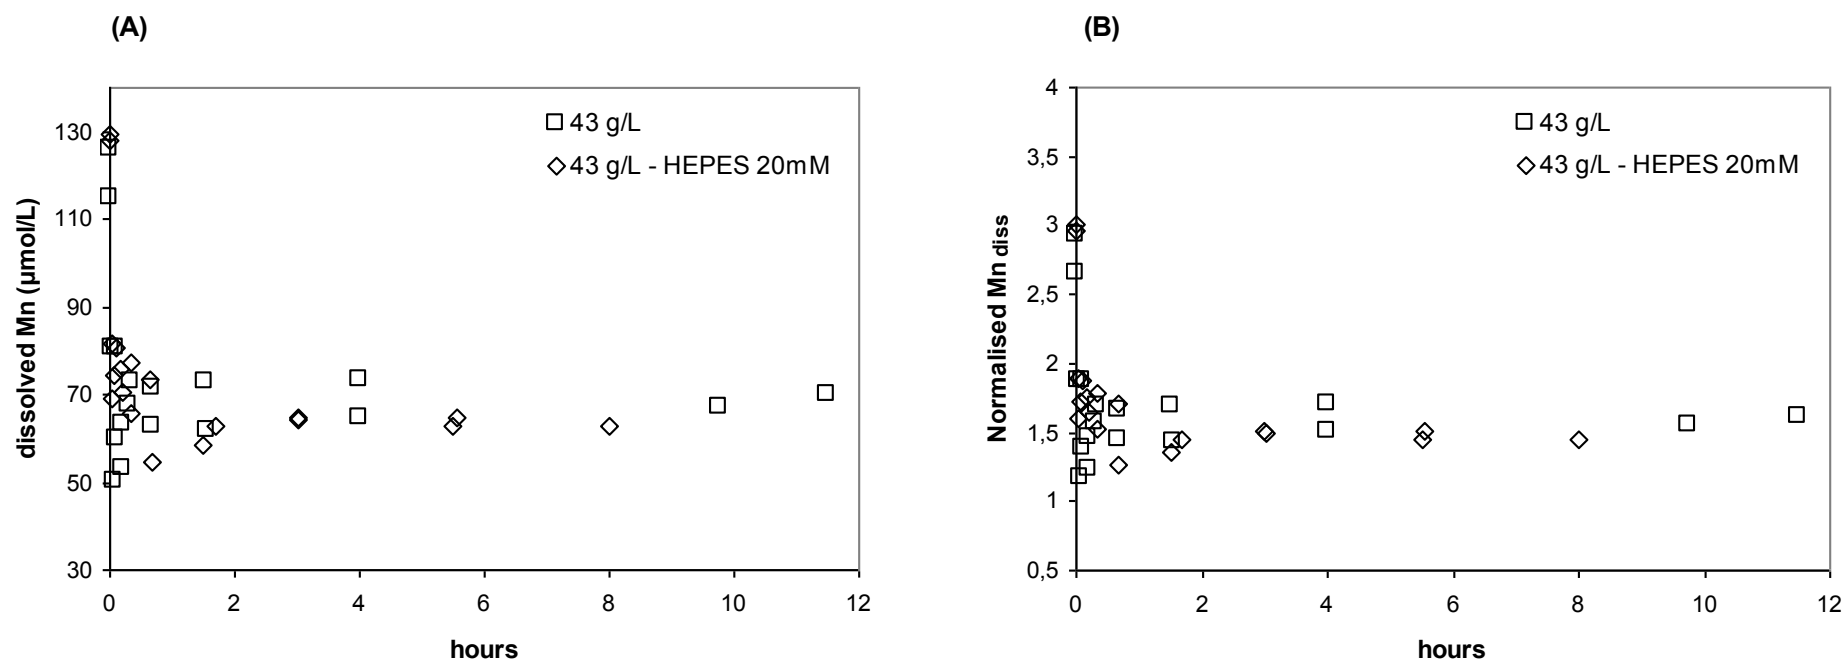 (A)
dissolved Mn (µmol/L)
130
110
90
70
50
30
0 2 4 6 8 10 12
hours
43 g/L
43 g/L - HEPES 20mM
(B)
Normalised Mn diss
4
3,5
3
2,5
2
1,5
1
0,5
0 2 4 6 8 10 12
hours
43 g/L
43 g/L - HEPES 20mM